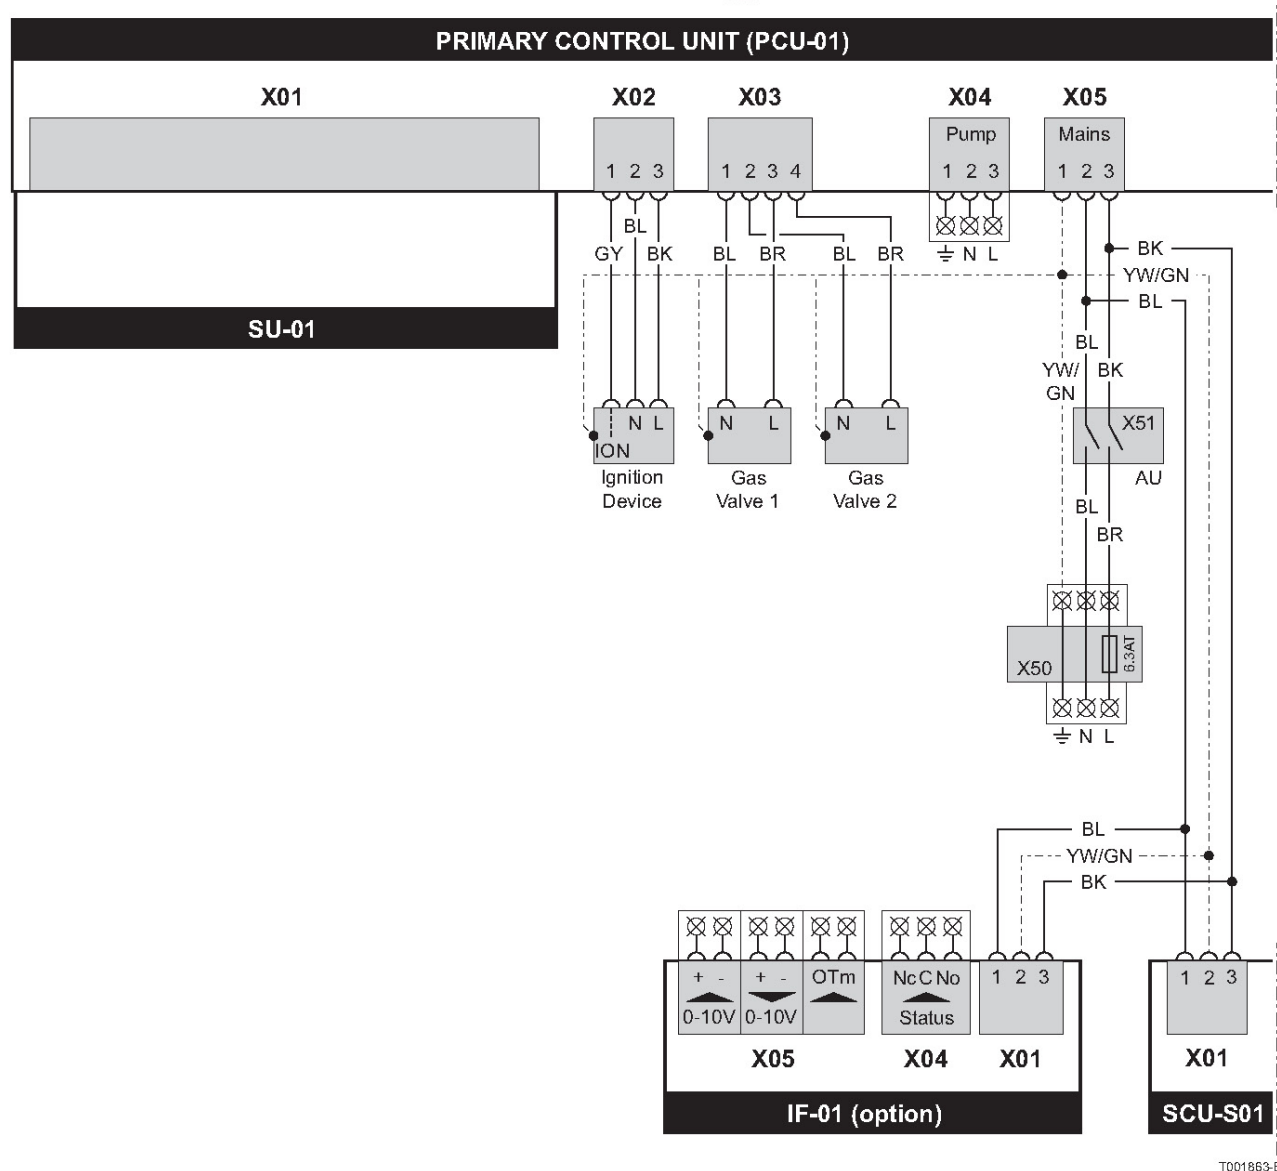 PRIMARY CONTROL UNIT (PCU-01)
X01 X02 X03 X04 X05
Pump Mains
1 2 3 1 2 3 4 1 2 3 1 2 3
BL
GY BK BL BR BL BR N L BK
YW/GN
BL
SU-01
BL
YW/ BK
GN
N L N L N L X51
ION
Ignition Gas Gas AU
Device Valve 1 Valve 2
BL
BR
X50 6.3AT
N L
BL
YW/GN
BK
+ - + - OTm Nc C No 1 2 3 1 2 3
0-10V 0-10V Status
X05 X04 X01 X01
IF-01 (option) SCU-S01